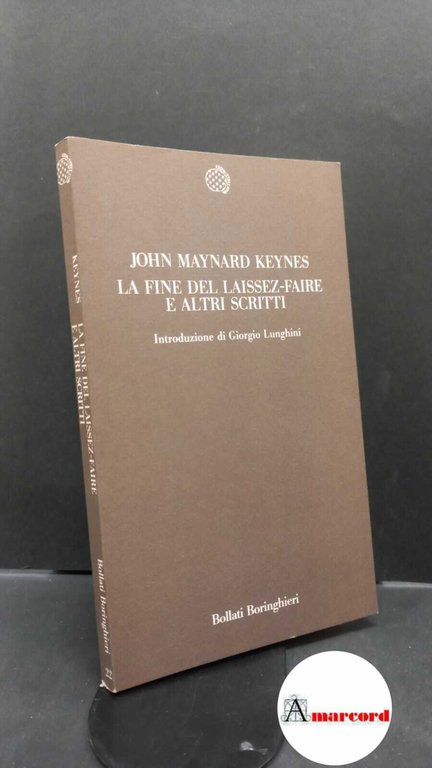 JOHN MAYNARD KEYNES
LA FINE DEL LAISSEZ-FAIRE
E ALTRI SCRITTI
Introduzione di Giorgio Lunghini
Bollati Boringhieri
KEYNES
LA FINE DEL LAISSEZ-FAIRE
E ALTRI SCRITTI
Bollati Boringhieri
22
Amarcord